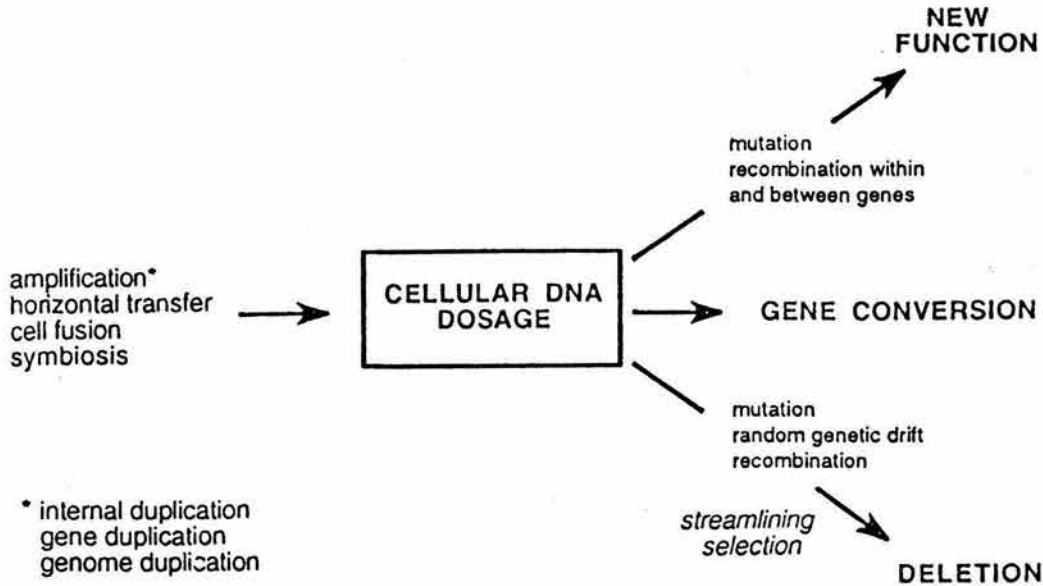 NEW
FUNCTION
mutation
recombination within
and between genes
amplification*
horizontal transfer
cell fusion
symbiosis
CELLULAR DNA
DOSAGE
GENE CONVERSION
mutation
random genetic drift
recombination
streamlining
selection
DELETION
* internal duplication
gene duplication
genome duplication